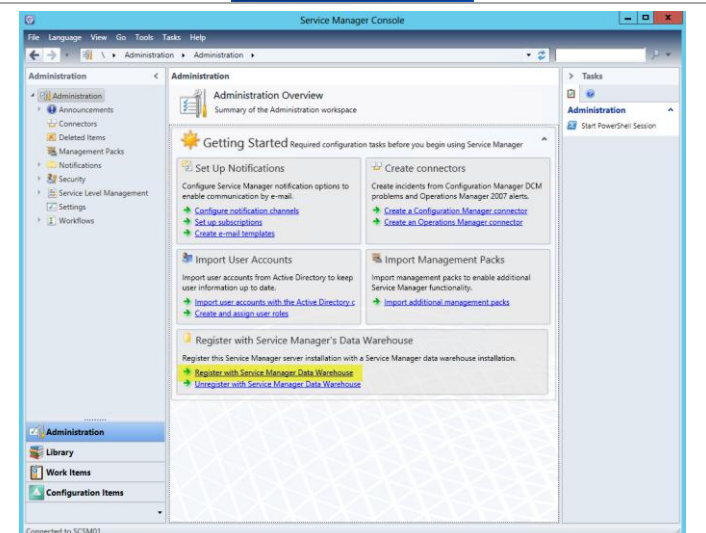 Service Manager Console
File Language View Go Tools Tasks Help
\ Administration Administration
Administration <
Administration
Announcements
Connectors
Deleted Items
Management Packs
Notifications
Security
Service Level Management
Settings
Workflows
Administration
Library
Work Items
Configuration Items
Administration
Administration Overview
Summary of the Administration workspace
Getting Started Required configuration tasks before you begin using Service Manager
Set Up Notifications
Configure Service Manager notification options to
enable communication by e-mail.
Configure notification channels
Set up subscriptions
Create e-mail templates
Create connectors
Create incidents from Configuration Manager DCM
problems and Operations Manager 2007 alerts.
Create a Configuration Manager connector
Create an Operations Manager connector
Import User Accounts
Import user accounts from Active Directory to keep
user information up to date.
Import user accounts with the Active Directory c
Create and assign user roles
Import Management Packs
Import management packs to enable additional
Service Manager functionality.
Import additional management packs
Register with Service Manager's Data Warehouse
Register this Service Manager server installation with a Service Manager data warehouse installation.
Register with Service Manager Data Warehouse
Unregister with Service Manager Data Warehouse
> Tasks
Administration
Start PowerShell Session
Connected to SCSM01